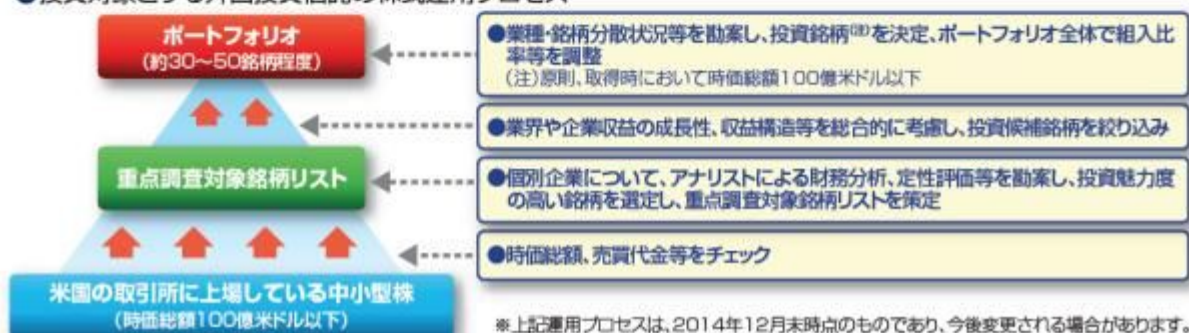 ●投資対象とする外国投資信託の株式運用プロセス
ポートフォリオ
(約30～50銘柄程度)
●業種・銘柄分散状況等を勘案し、投資銘柄(注)を決定、ポートフォリオ全体で組入比
率等を調整
(注)原則、取得時において時価総額100億米ドル以下
●業界や企業収益の成長性、収益構造等を総合的に考慮し、投資候補銘柄を絞り込み
重点調査対象銘柄リスト
●個別企業について、アナリストによる財務分析、定性評価等を勘案し、投資魅力度
の高い銘柄を選定し、重点調査対象銘柄リストを策定
●時価総額、売買代金等をチェック
米国の取引所に上場している中小型株
(時価総額100億米ドル以下)
※上記運用プロセスは、2014年12月末時点のものであり、今後変更される場合があります。